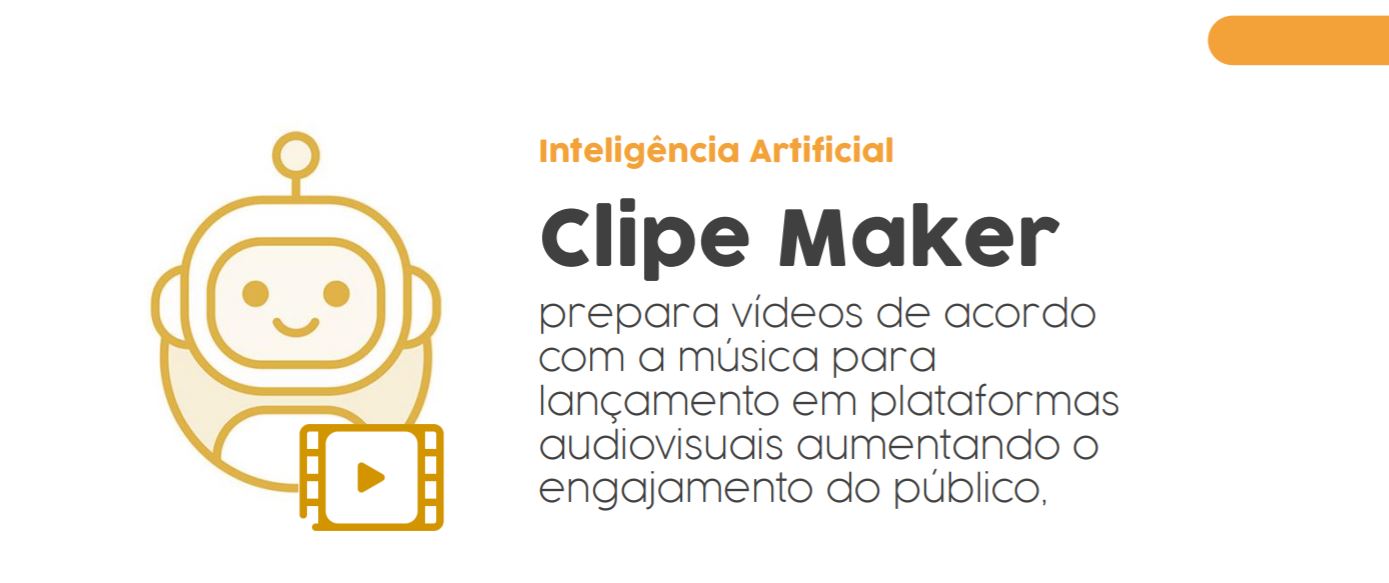 Inteligência Artificial
Clipe Maker
prepara vídeos de acordo
com a música para
lançamento em plataformas
audiovisuais aumentando o
engajamento do público,